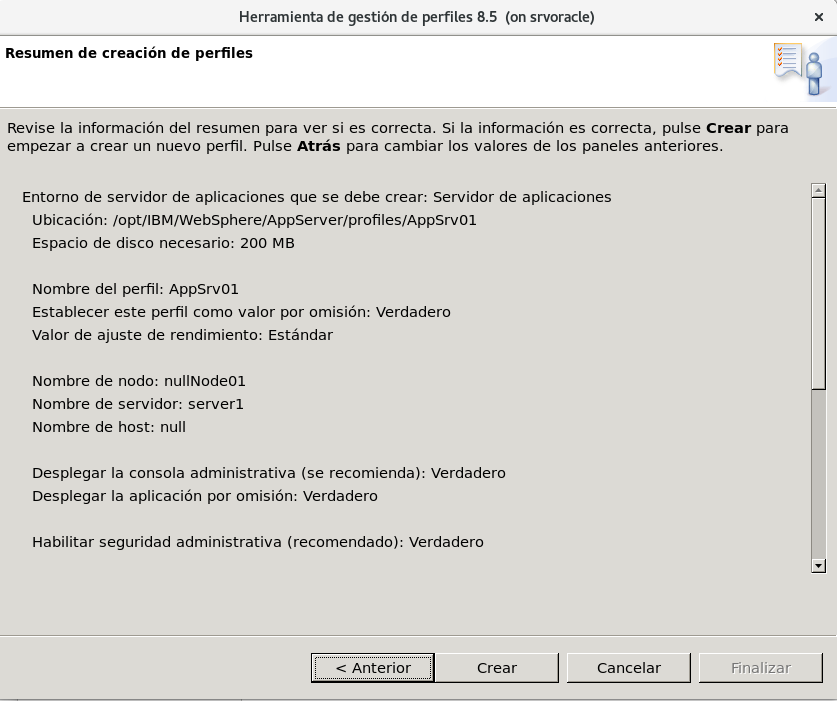 Herramienta de gestión de perfiles 8.5 (on srvoracle)
Resumen de creación de perfiles
Revise la información del resumen para ver si es correcta. Si la información es correcta, pulse Crear para
empezar a crear un nuevo perfil. Pulse Atrás para cambiar los valores de los paneles anteriores.
Entorno de servidor de aplicaciones que se debe crear: Servidor de aplicaciones
Ubicación: /opt/IBM/WebSphere/AppServer/profiles/AppSrv01
Espacio de disco necesario: 200 MB
Nombre del perfil: AppSrv01
Establecer este perfil como valor por omisión: Verdadero
Valor de ajuste de rendimiento: Estándar
Nombre de nodo: nullNode01
Nombre de servidor: server1
Nombre de host: null
Desplegar la consola administrativa (se recomienda): Verdadero
Desplegar la aplicación por omisión: Verdadero
Habilitar seguridad administrativa (recomendado): Verdadero
< Anterior Crear Cancelar Finalizar